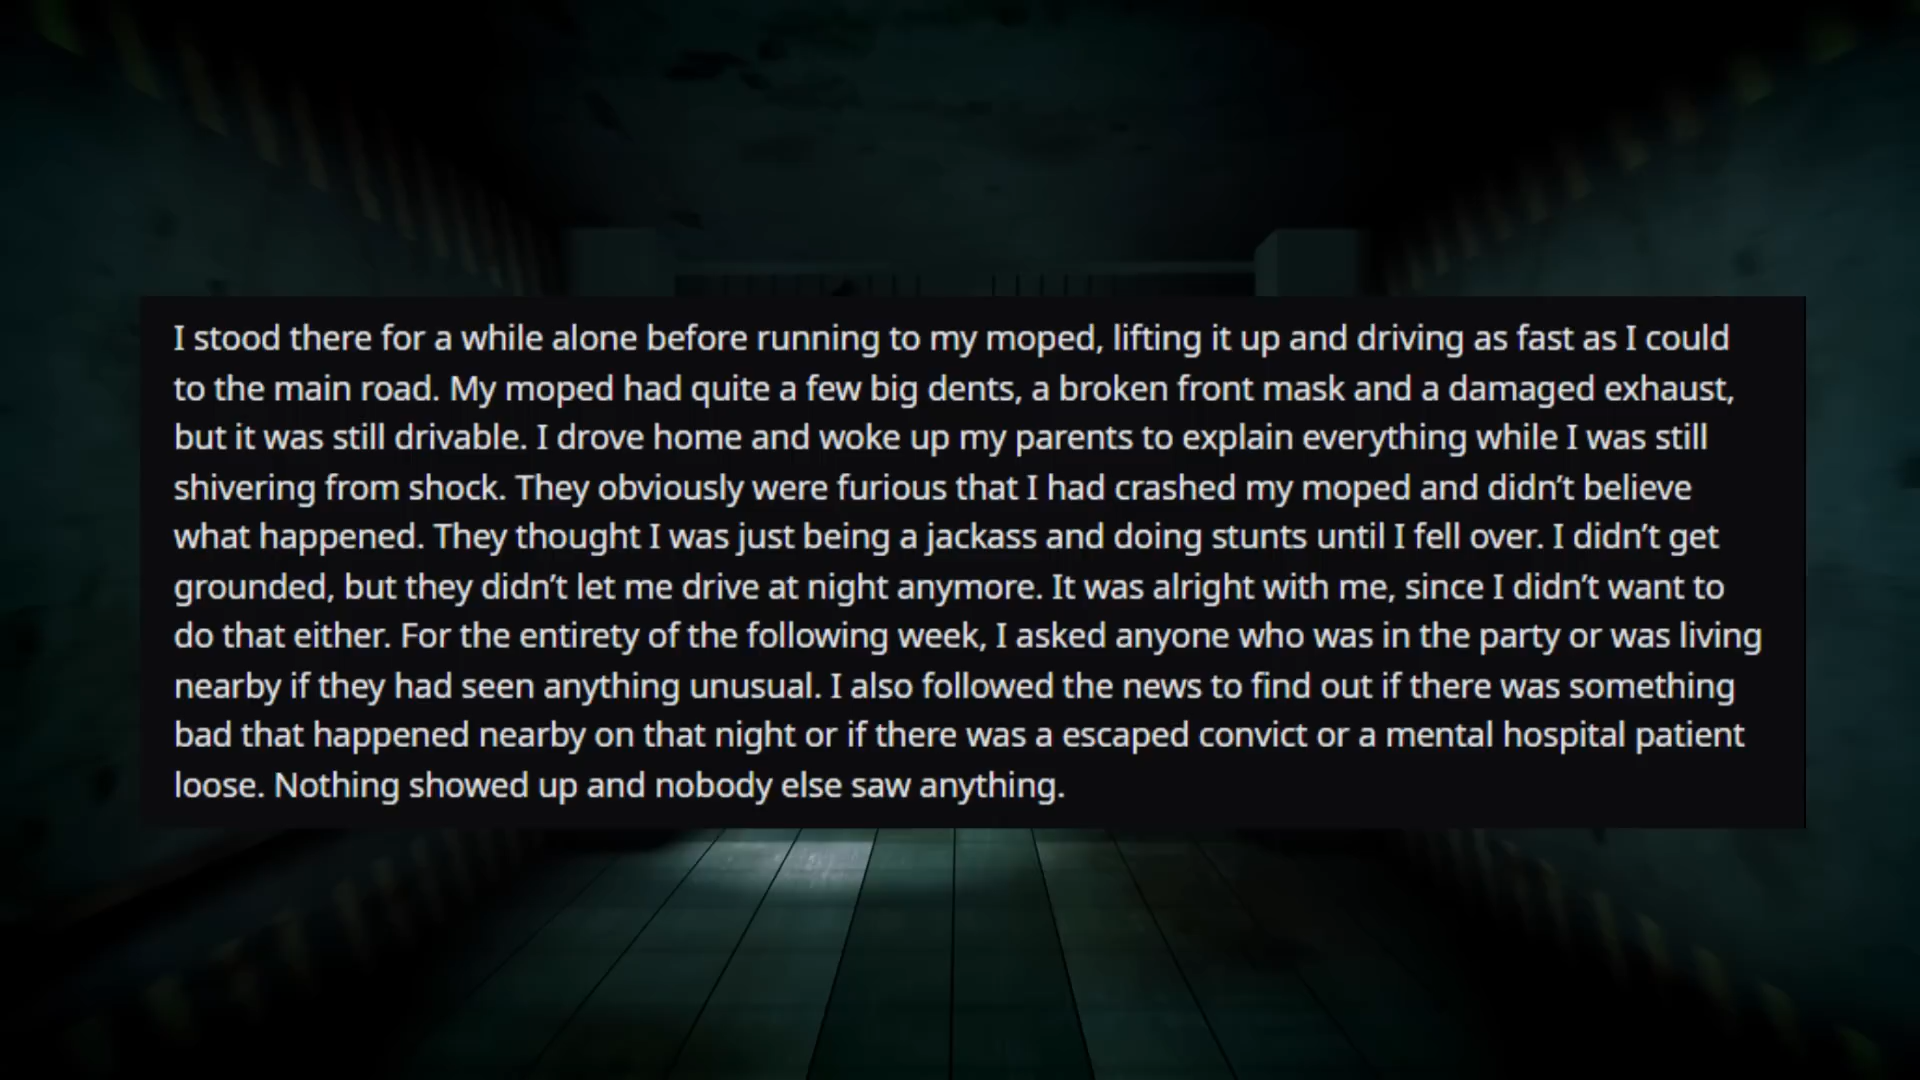 I stood there for a while alone before running to my moped, lifting it up and driving as fast as I could
to the main road. My moped had quite a few big dents, a broken front mask and a damaged exhaust,
but it was still drivable. I drove home and woke up my parents to explain everything while I was still
shivering from shock. They obviously were furious that I had crashed my moped and didn’t believe
what happened. They thought I was just being a jackass and doing stunts until I fell over. I didn’t get
grounded, but they didn’t let me drive at night anymore. It was alright with me, since I didn’t want to
do that either. For the entirety of the following week, I asked anyone who was in the party or was living
nearby if they had seen anything unusual. I also followed the news to find out if there was something
bad that happened nearby on that night or if there was a escaped convict or a mental hospital patient
loose. Nothing showed up and nobody else saw anything.